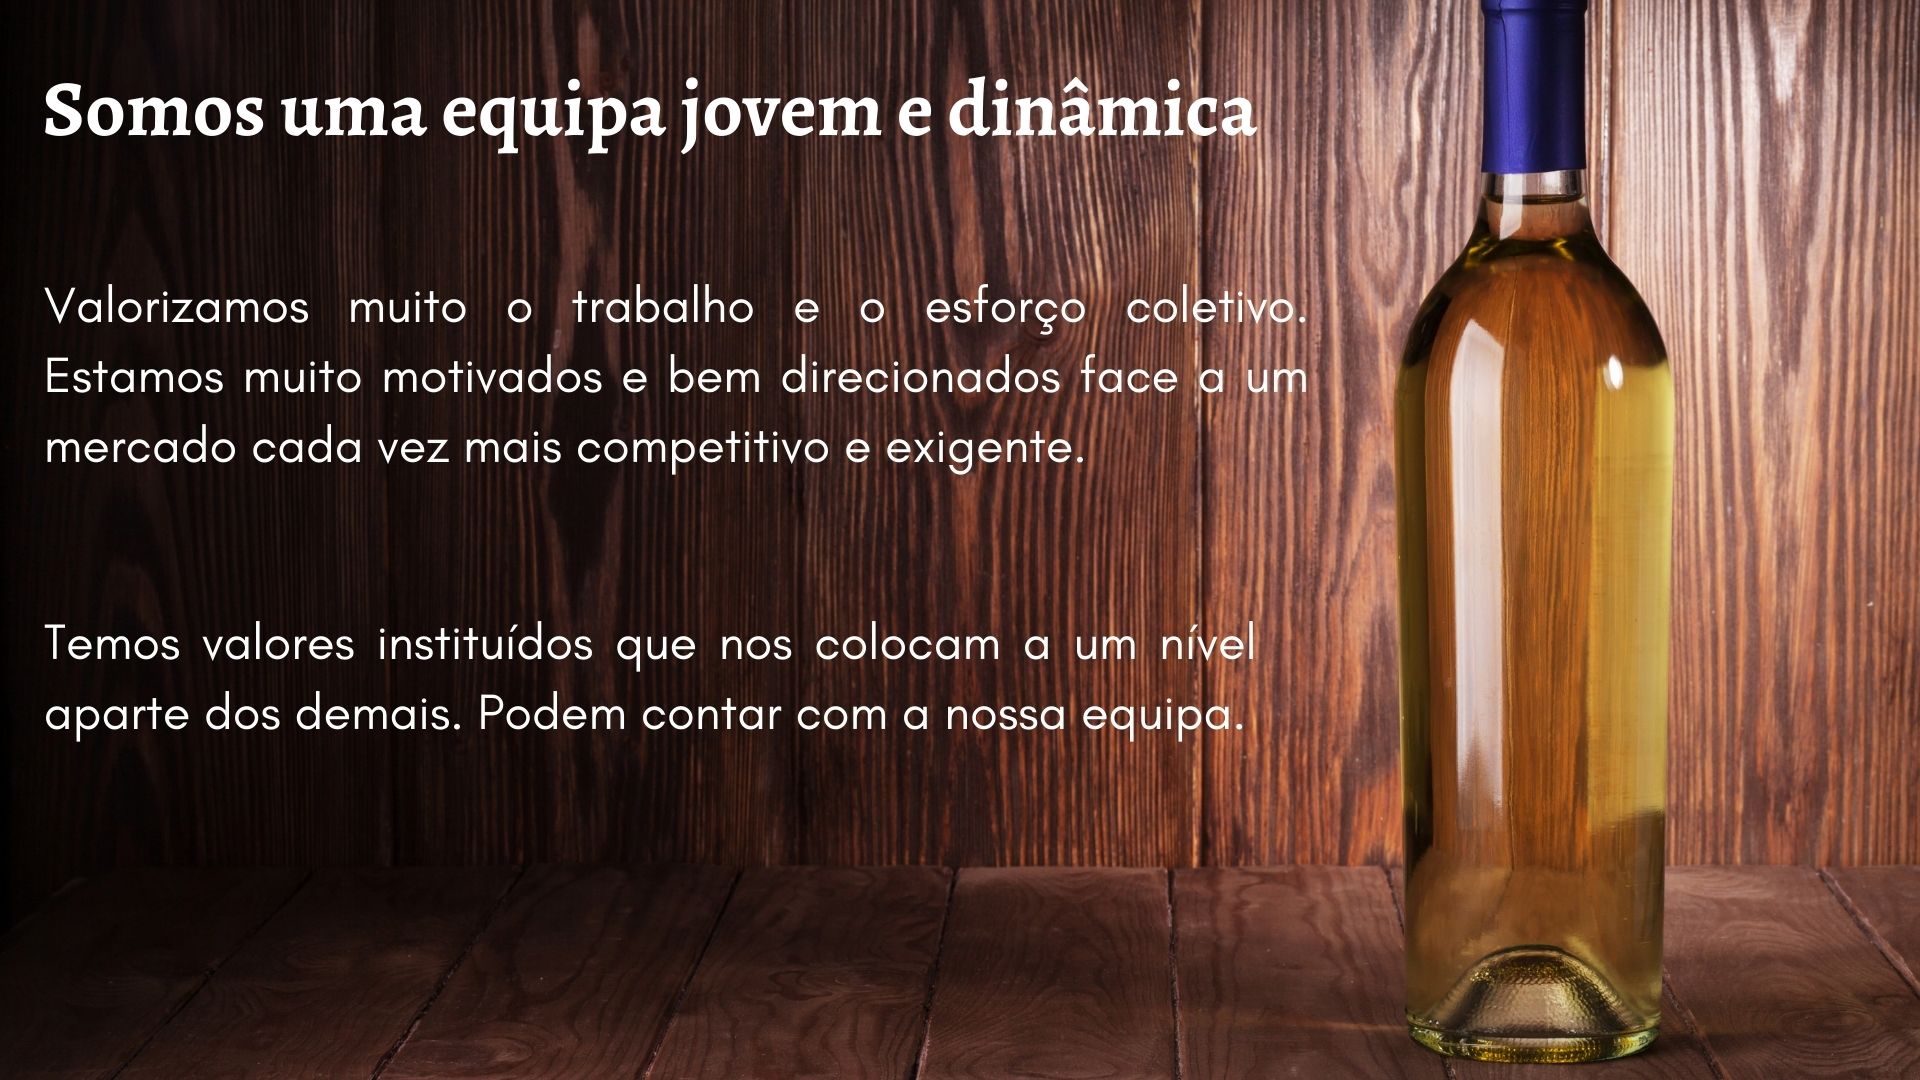 Somos uma equipa jovem e dinâmica
Valorizamos muito o trabalho e o esforço coletivo.
Estamos muito motivados e bem direcionados face a um
mercado cada vez mais competitivo e exigente.
Temos valores instituídos que nos colocam a um nível
aparte dos demais. Podem contar com a nossa equipa.